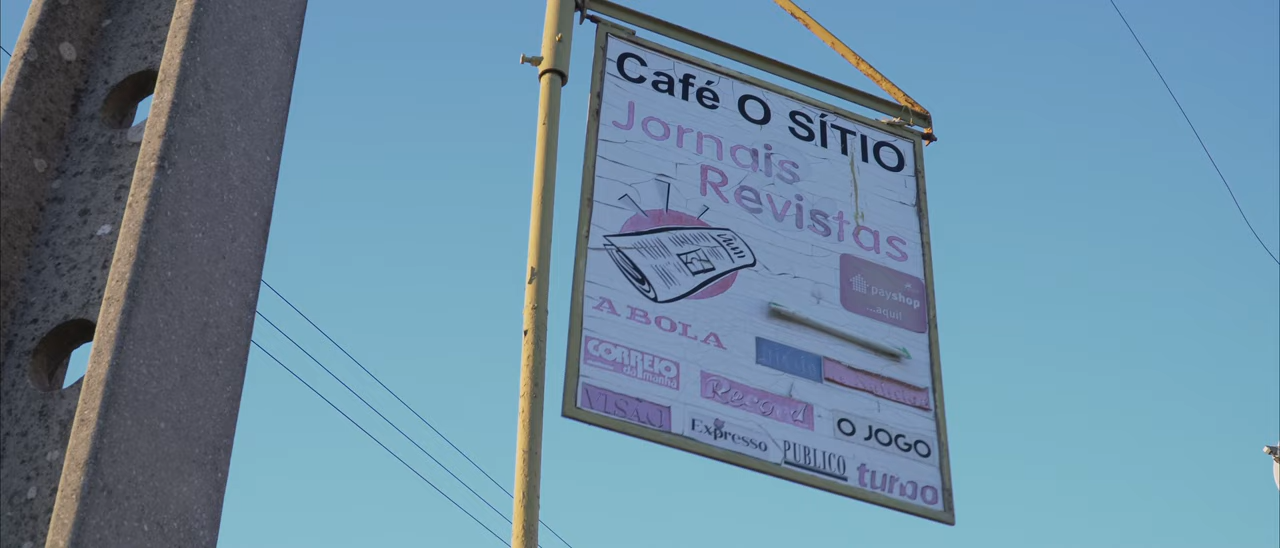 Café O SÍTIO
Jornais
Revistas
payshop
...aqui!
A BOLA
CORREIO
da manhã
Record
VISÃO
Expresso
PUBLICO
O JOGO
turbo